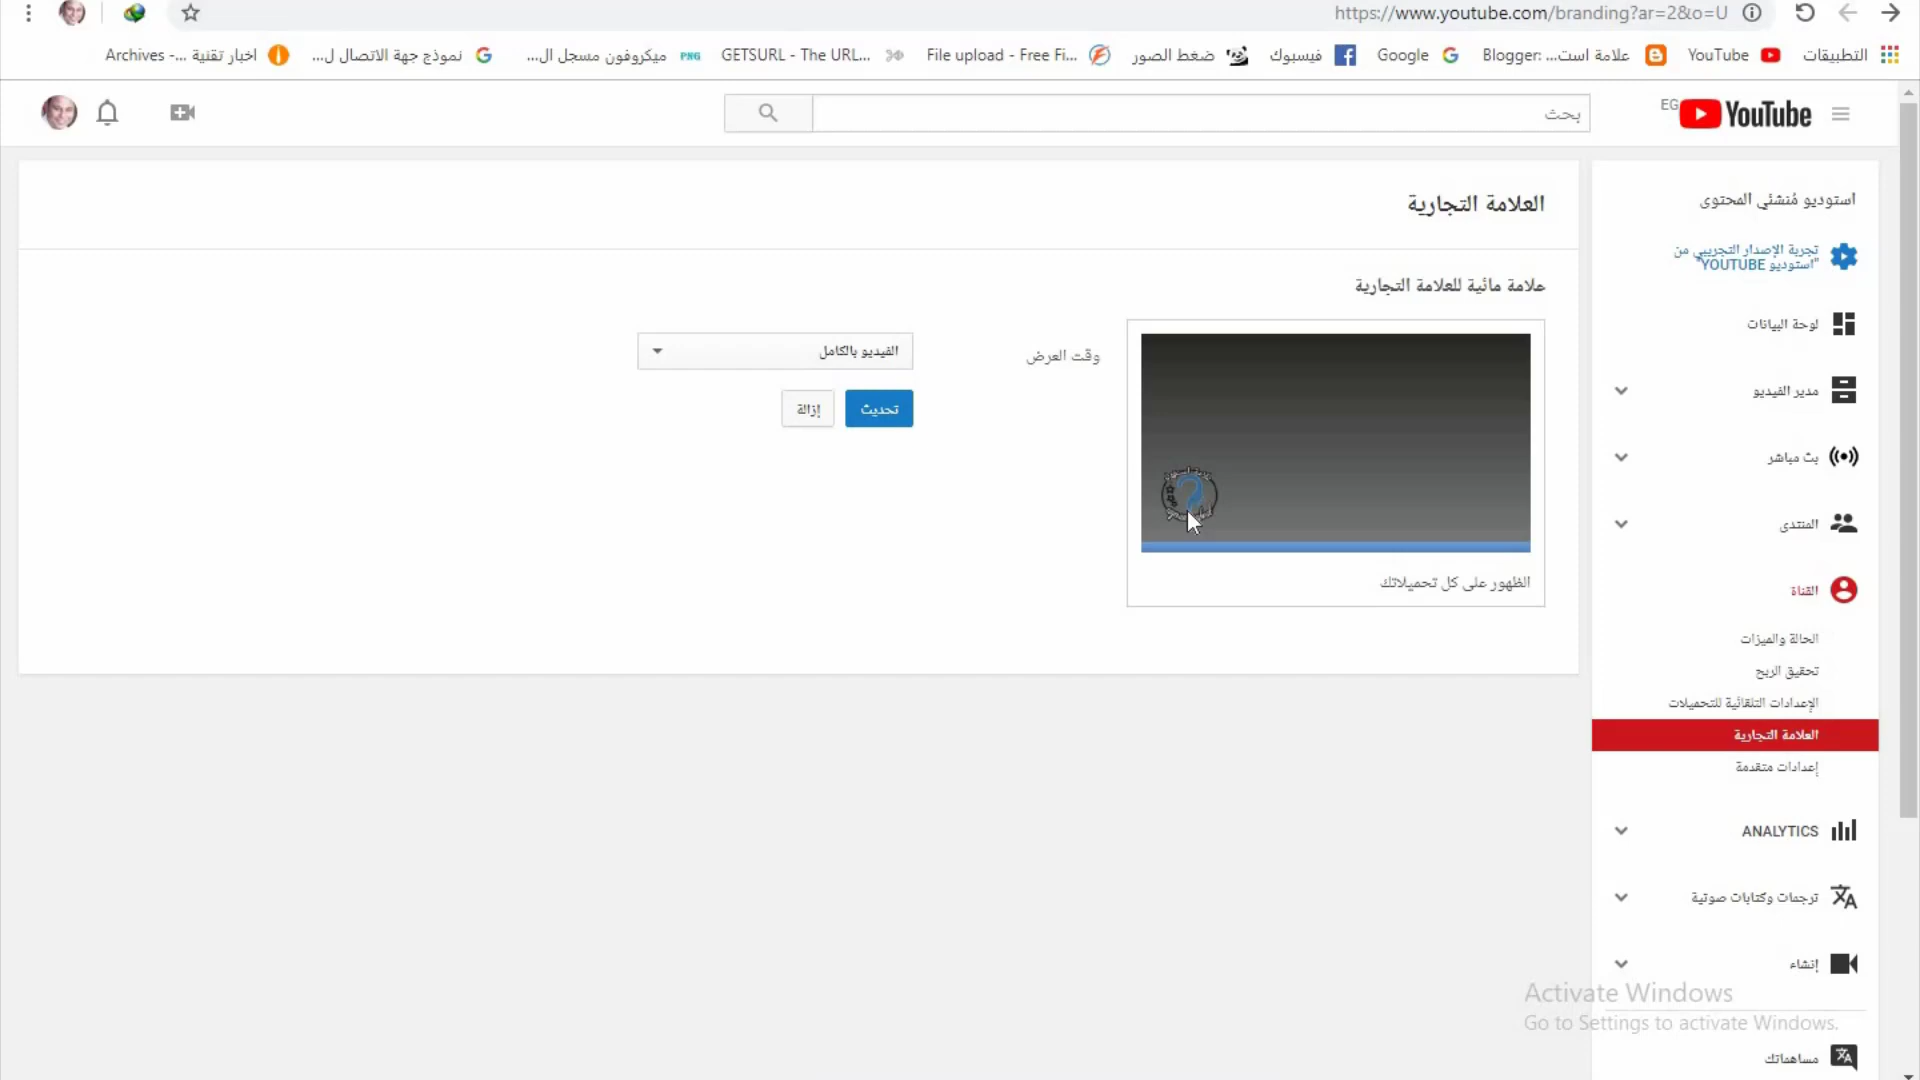 https://www.youtube.com/branding?ar=2&o=U
التطبيقات
YouTube
Blogger: علامة است...
Google
فيسبوك
ضغط الصور
File upload - Free Fi...
GETSURL - The URL...
PNG
ميكروفون مسجل ال...
نموذج جهة الاتصال ل...
اخبار تقنية ...- Archives
YouTube EG
بحث
استوديو مُنشئي المحتوى
تجربة الإصدار التجريبي من
"استوديو YOUTUBE"
لوحة البيانات
مدير الفيديو
بث مباشر
المنتدى
القناة
الحالة والميزات
تحقيق الربح
الإعدادات التلقائية للتحميلات
العلامة التجارية
إعدادات متقدمة
ANALYTICS
ترجمات وكتابات صوتية
إنشاء
مساهماتك
العلامة التجارية
علامة مائية للعلامة التجارية
وقت العرض
الفيديو بالكامل
تحديث
إزالة
الظهور على كل تحميلاتك
Activate Windows
Go to Settings to activate Windows.